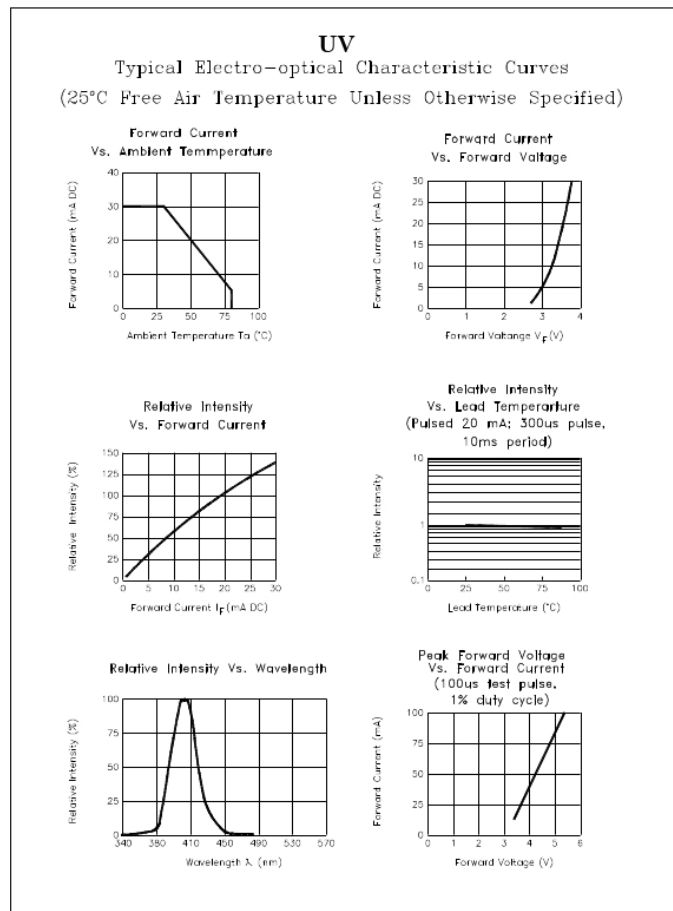 UV
Typical Electro-optical Characteristic Curves
(25°C Free Air Temperature Unless Otherwise Specified)
Forward Current
Vs. Ambient Temmperature
Forward Current (mA DC)
40
30
20
10
0
0 25 50 75 100
Ambient Temperature Ta (°C)
Forward Current
Vs. Forward Valtage
Forward Current (mA DC)
30
25
20
15
10
5
0
0 1 2 3 4
Forward Valtange VF(V)
Relative Intensity
Vs. Forward Current
Relative Intensity (%)
150
125
100
75
50
25
0
0 5 10 15 20 25 30
Forward Current IF(mA DC)
Relative Intensity
Vs. Lead Temperarture
(Pulsed 20 mA; 300us pulse,
10ms period)
Relative Intensity
10
1
0.1
0 25 50 75 100
Lead Temperature (°C)
Relative Intensity Vs. Wavelength
Relative Intensity (%)
100
75
50
25
0
340 380 410 450 490 530 570
Wavelength λ (nm)
Peak Forward Voltage
Vs. Forward Current
(100us test pulse,
1% duty cycle)
Forward Current (mA)
100
75
50
25
0
0 1 2 3 4 5 6
Forward Voltage (V)